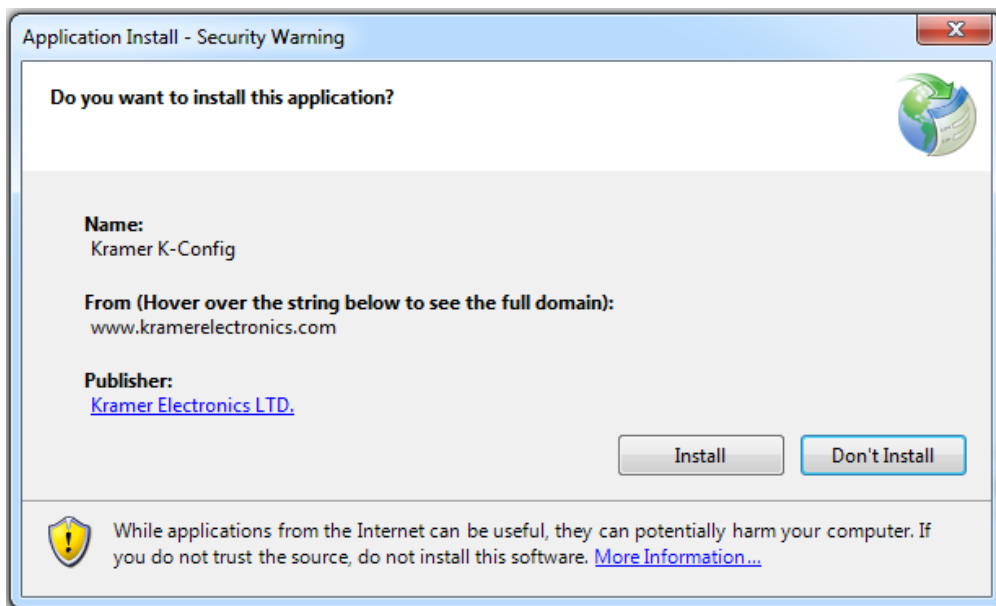 Application Install - Security Warning
Do you want to install this application?
Name:
Kramer K-Config
From (Hover over the string below to see the full domain):
www.kramerelectronics.com
Publisher:
Kramer Electronics LTD.
Install
Don't Install
While applications from the Internet can be useful, they can potentially harm your computer. If
you do not trust the source, do not install this software. More Information...